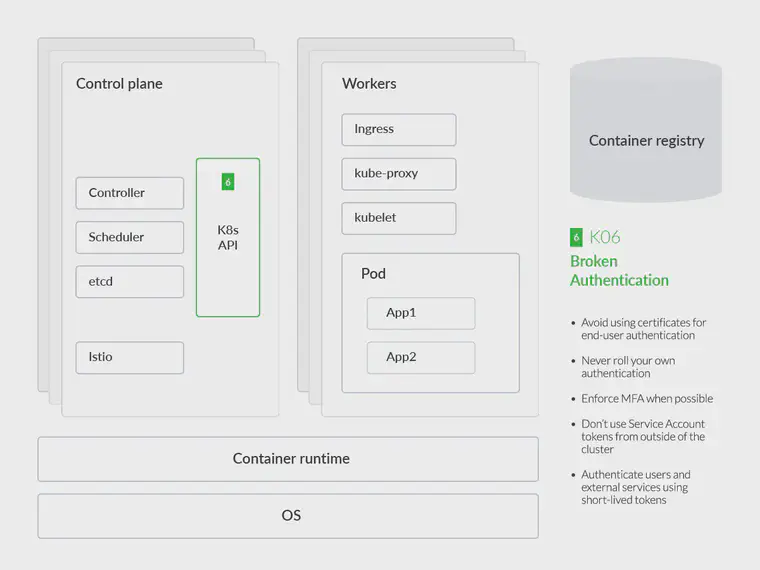 Control plane
Controller
Scheduler
etcd
Istio
6
K8s
API
Workers
Ingress
kube-proxy
kubelet
Pod
App1
App2
Container runtime
OS
Container registry
6 K06
Broken
Authentication
• Avoid using certificates for
end-user authentication
• Never roll your own
authentication
• Enforce MFA when possible
• Don't use Service Account
tokens from outside of the
cluster
• Authenticate users and
external services using
short-lived tokens